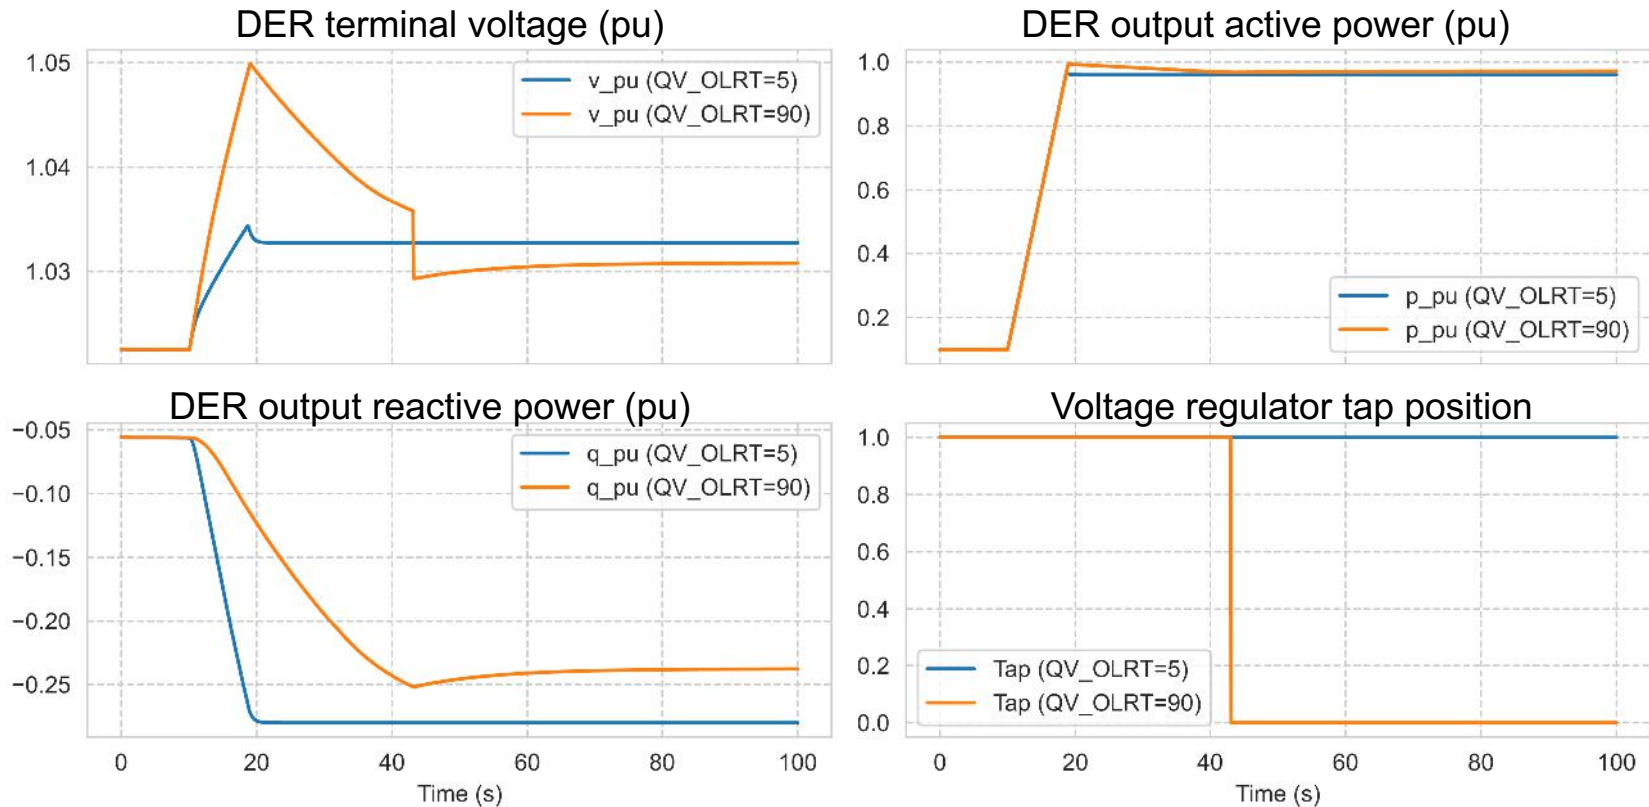 DER terminal voltage (pu)
1.05
1.04
1.03
v_pu (QV_OLRT=5)
v_pu (QV_OLRT=90)
DER output active power (pu)
1.0
0.8
0.6
0.4
0.2
p_pu (QV_OLRT=5)
p_pu (QV_OLRT=90)
DER output reactive power (pu)
−0.05
−0.10
−0.15
−0.20
−0.25
q_pu (QV_OLRT=5)
q_pu (QV_OLRT=90)
0 20 40 60 80 100
Time (s)
Voltage regulator tap position
1.0
0.8
0.6
0.4
0.2
0.0
Tap (QV_OLRT=5)
Tap (QV_OLRT=90)
0 20 40 60 80 100
Time (s)